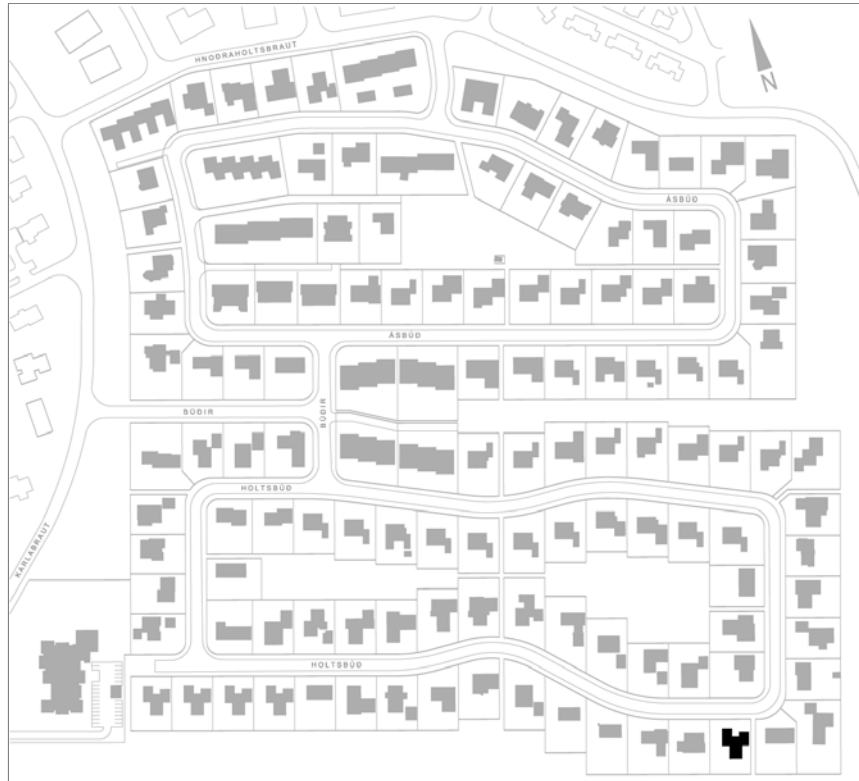 HNOÐRAHOLTSBRAUT
N
ÁSBÚÐ
ÁSBÚÐ
BÚÐIR
BÚÐIR
HOLTSBÚÐ
KARLABRAUT
HOLTSBÚÐ